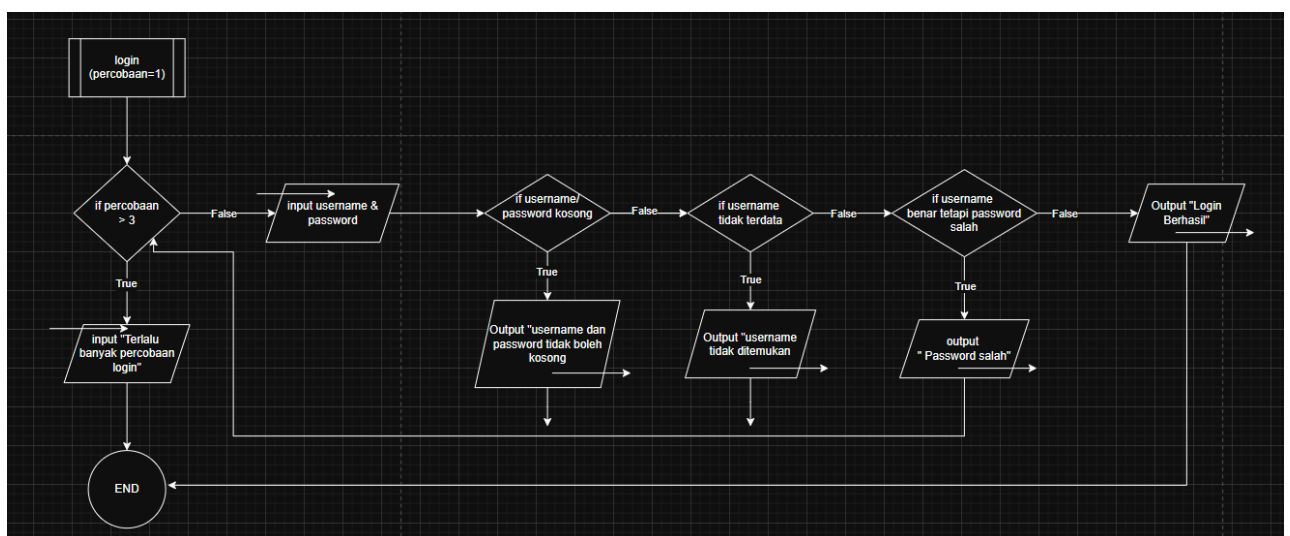 login
(percobaan=1)
if percobaan
> 3
False
input username &
password
if username/
password kosong
False
if username
tidak terdata
False
if username
benar tetapi password
salah
False
Output "Login
Berhasil"
True
input "Terlalu
banyak percobaan
login"
True
Output "username dan
password tidak boleh
kosong
True
Output "username
tidak ditemukan
True
output
" Password salah"
END